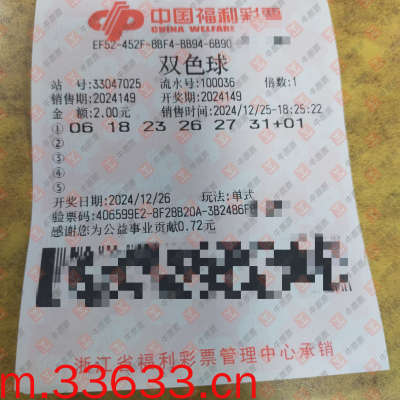 中国福利彩票
CHINA WELFARE
EF52-452F-8BF4-BB94-6B90
双色球
站 号:33047025 流水号:100036 倍数:1
销售期:2024149 开奖期:2024149
金 额:2.00元 销售时间:2024/12/25-18:25:22
① 06 18 23 26 27 31+01
②
③
④
⑤
开奖日期:2024/12/26 玩法:单式
验票码:406599E2-8F28B20A-3B24B6F
感谢您为公益事业贡献0.72元
浙江省福利彩票管理中心承销
m.33633.cn